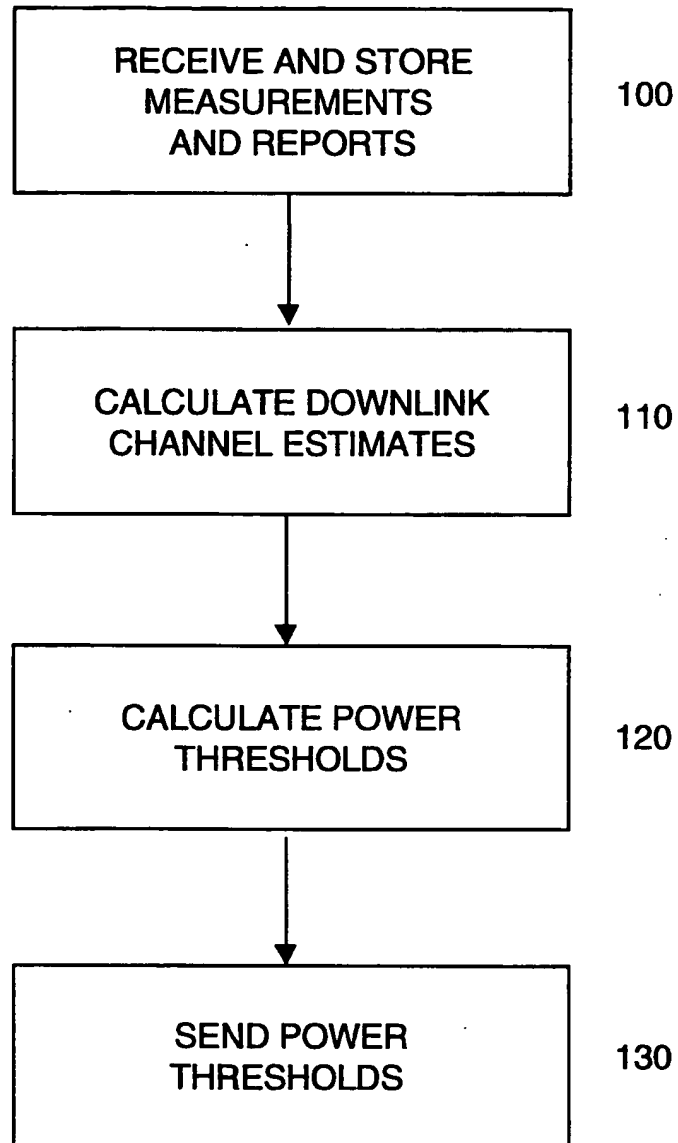 RECEIVE AND STORE
MEASUREMENTS
AND REPORTS
100
CALCULATE DOWNLINK
CHANNEL ESTIMATES
110
CALCULATE POWER
THRESHOLDS
120
SEND POWER
THRESHOLDS
130